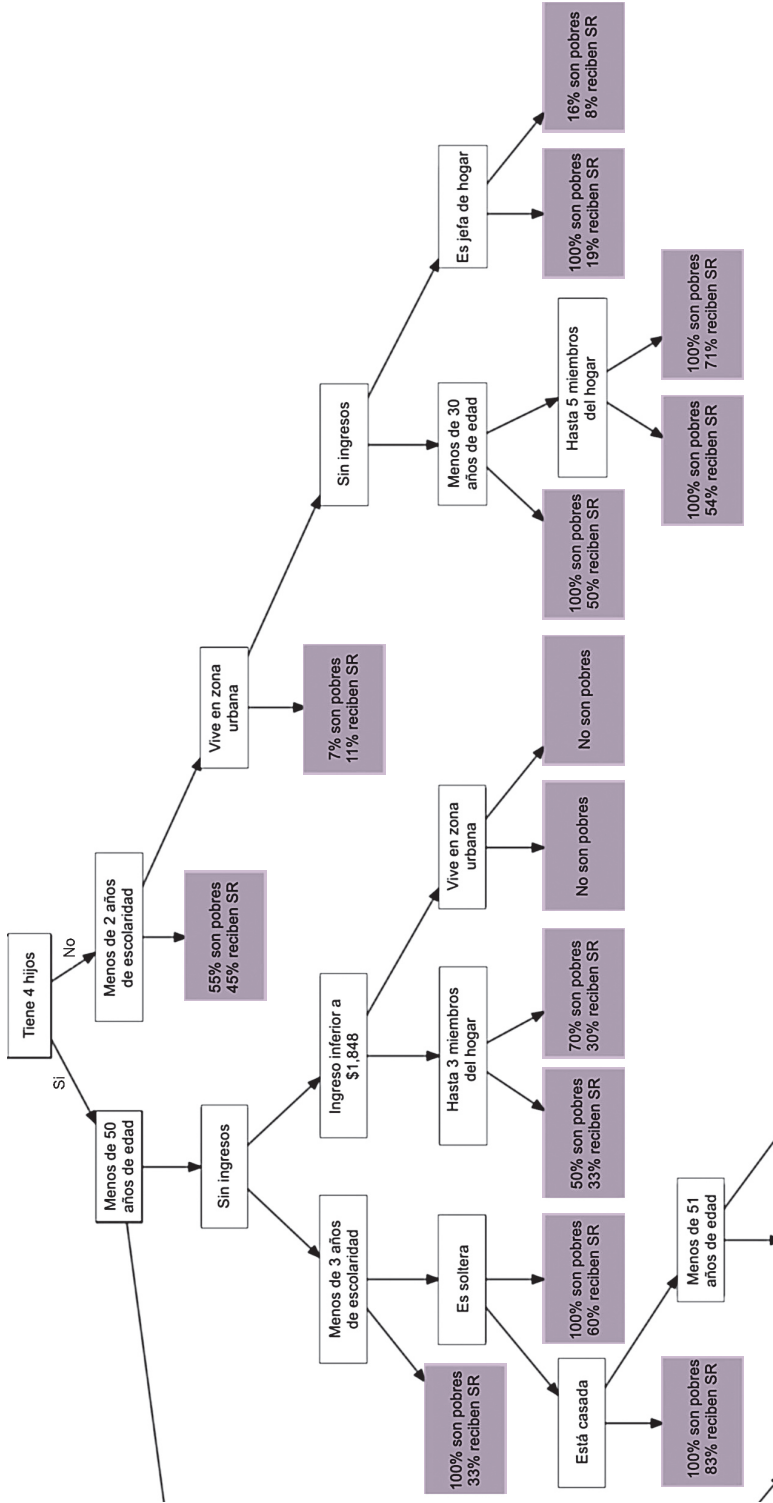 Tiene 4 hijos
Si
No
Menos de 50
años de edad
Menos de 2 años
de escolaridad
55% son pobres
45% reciben SR
Sin ingresos
Vive en zona
urbana
7% son pobres
11% reciben SR
Menos de 3 años
de escolaridad
Ingreso inferior a
$1,848
Sin ingresos
100% son pobres
33% reciben SR
Es soltera
Hasta 3 miembros
del hogar
Vive en zona
urbana
Menos de 30
años de edad
Es jefa de hogar
Está casada
100% son pobres
60% reciben SR
50% son pobres
33% reciben SR
70% son pobres
30% reciben SR
No son pobres
No son pobres
100% son pobres
50% reciben SR
Hasta 5 miembros
del hogar
100% son pobres
19% reciben SR
16% son pobres
8% reciben SR
100% son pobres
83% reciben SR
Menos de 51
años de edad
100% son pobres
54% reciben SR
100% son pobres
71% reciben SR